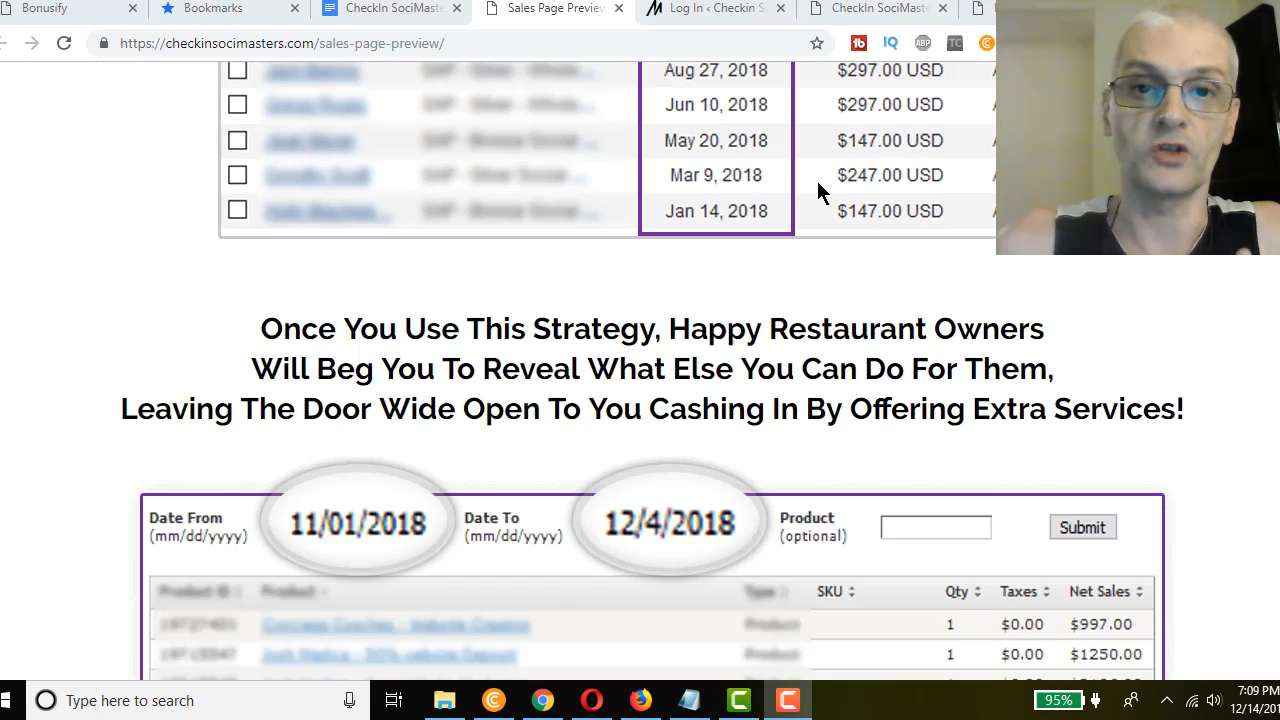 Bonusify
Bookmarks
CheckIn SociMaste
Sales Page Preview
Log In ‹ Checkin S
CheckIn SociMaste
https://checkinsocimasters.com/sales-page-preview/
Aug 27, 2018 $297.00 USD
Jun 10, 2018 $297.00 USD
May 20, 2018 $147.00 USD
Mar 9, 2018 $247.00 USD
Jan 14, 2018 $147.00 USD
Once You Use This Strategy, Happy Restaurant Owners
Will Beg You To Reveal What Else You Can Do For Them,
Leaving The Door Wide Open To You Cashing In By Offering Extra Services!
Date From 11/01/2018 Date To 12/4/2018 Product Submit
(mm/dd/yyyy) (mm/dd/yyyy) (optional)
SKU Qty Taxes Net Sales
1 $0.00 $997.00
1 $0.00 $1250.00
Type here to search
95%
7:09 PM
12/14/201